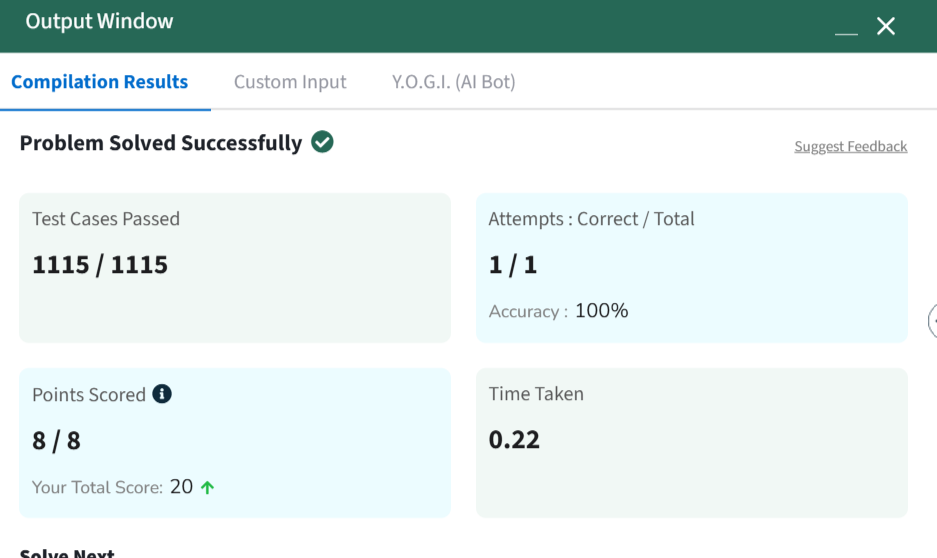 Output Window
Compilation Results Custom Input Y.O.G.I. (AI Bot)
Problem Solved Successfully
Suggest Feedback
Test Cases Passed
1115 / 1115
Attempts : Correct / Total
1 / 1
Accuracy : 100%
Points Scored
8 / 8
Your Total Score: 20
Time Taken
0.22
Solve Next